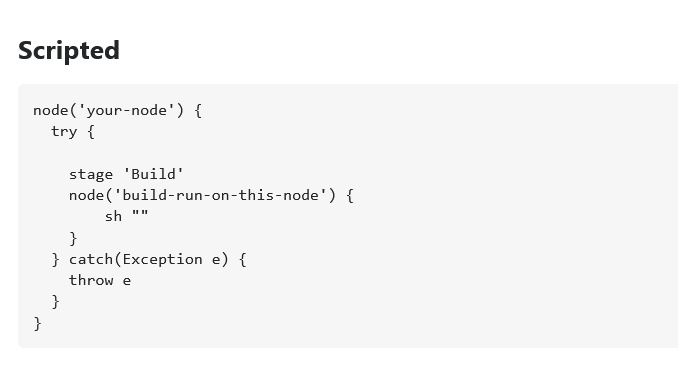 Scripted
node('your-node') {
  try {

    stage 'Build'
    node('build-run-on-this-node') {
        sh ""
    }
  } catch(Exception e) {
    throw e
  }
}